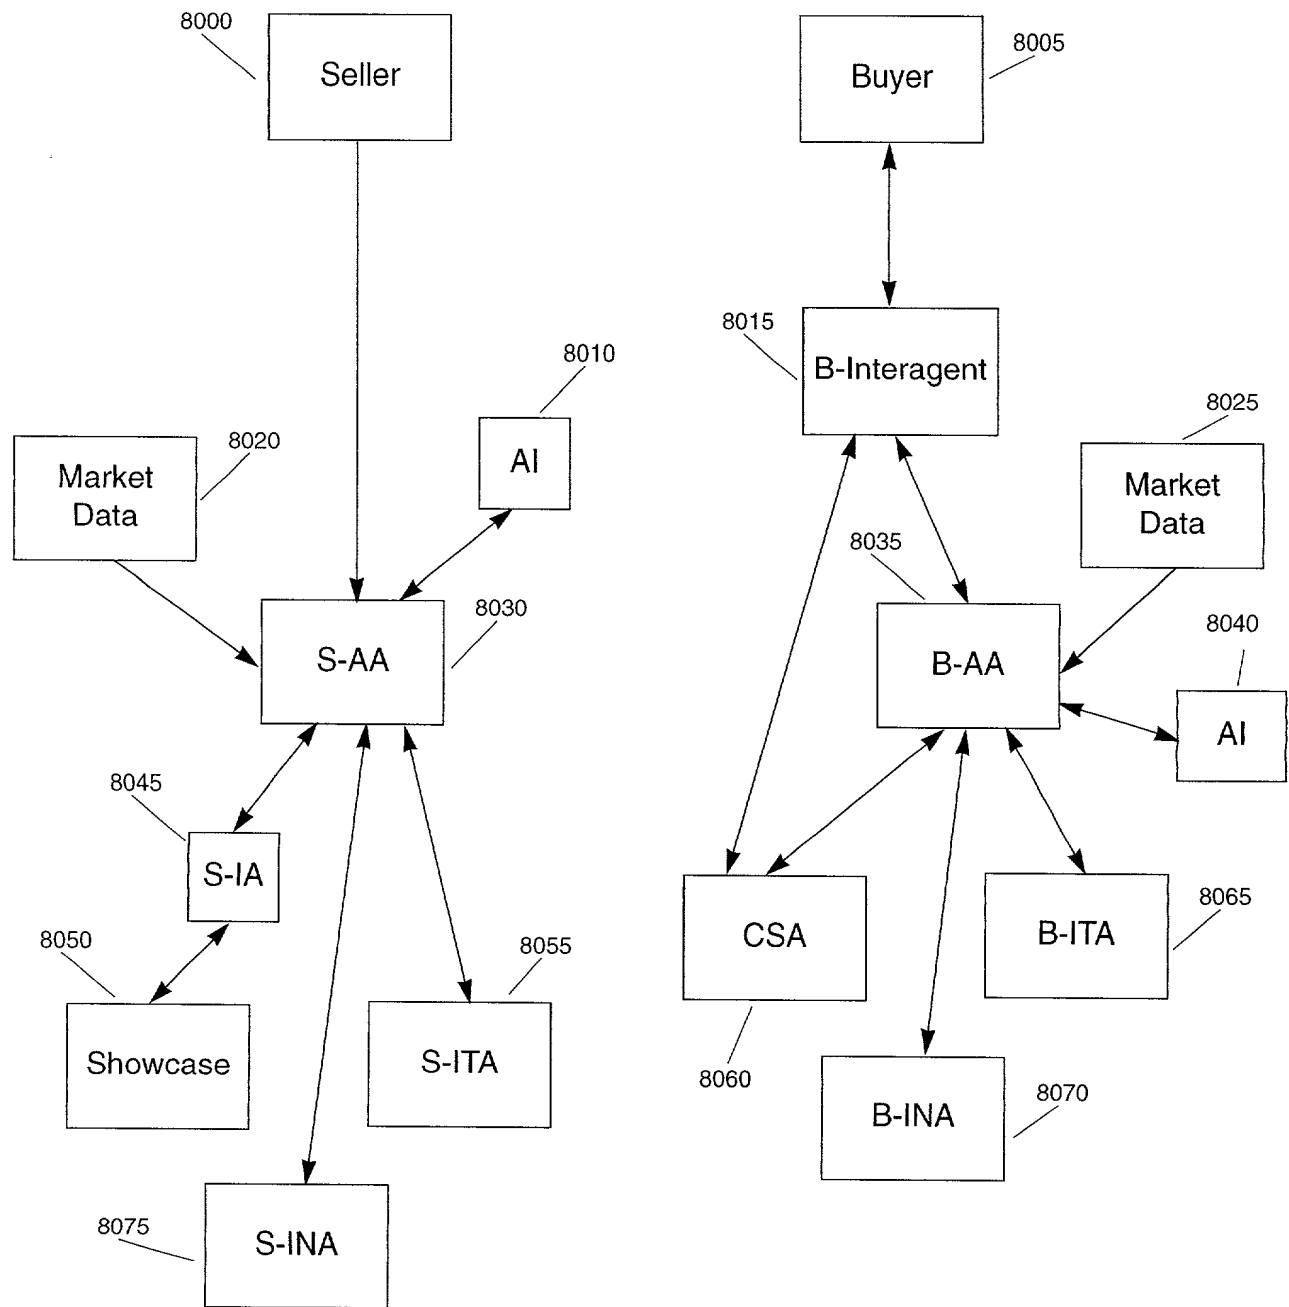 8000
Seller
Buyer
8005
8015
B-Interagent
8010
AI
8020
Market
Data
8025
Market
Data
8035
8030
S-AA
B-AA
8040
AI
8045
S-IA
CSA
B-ITA
8065
8050
8055
Showcase
S-ITA
8060
B-INA
8070
8075
S-INA